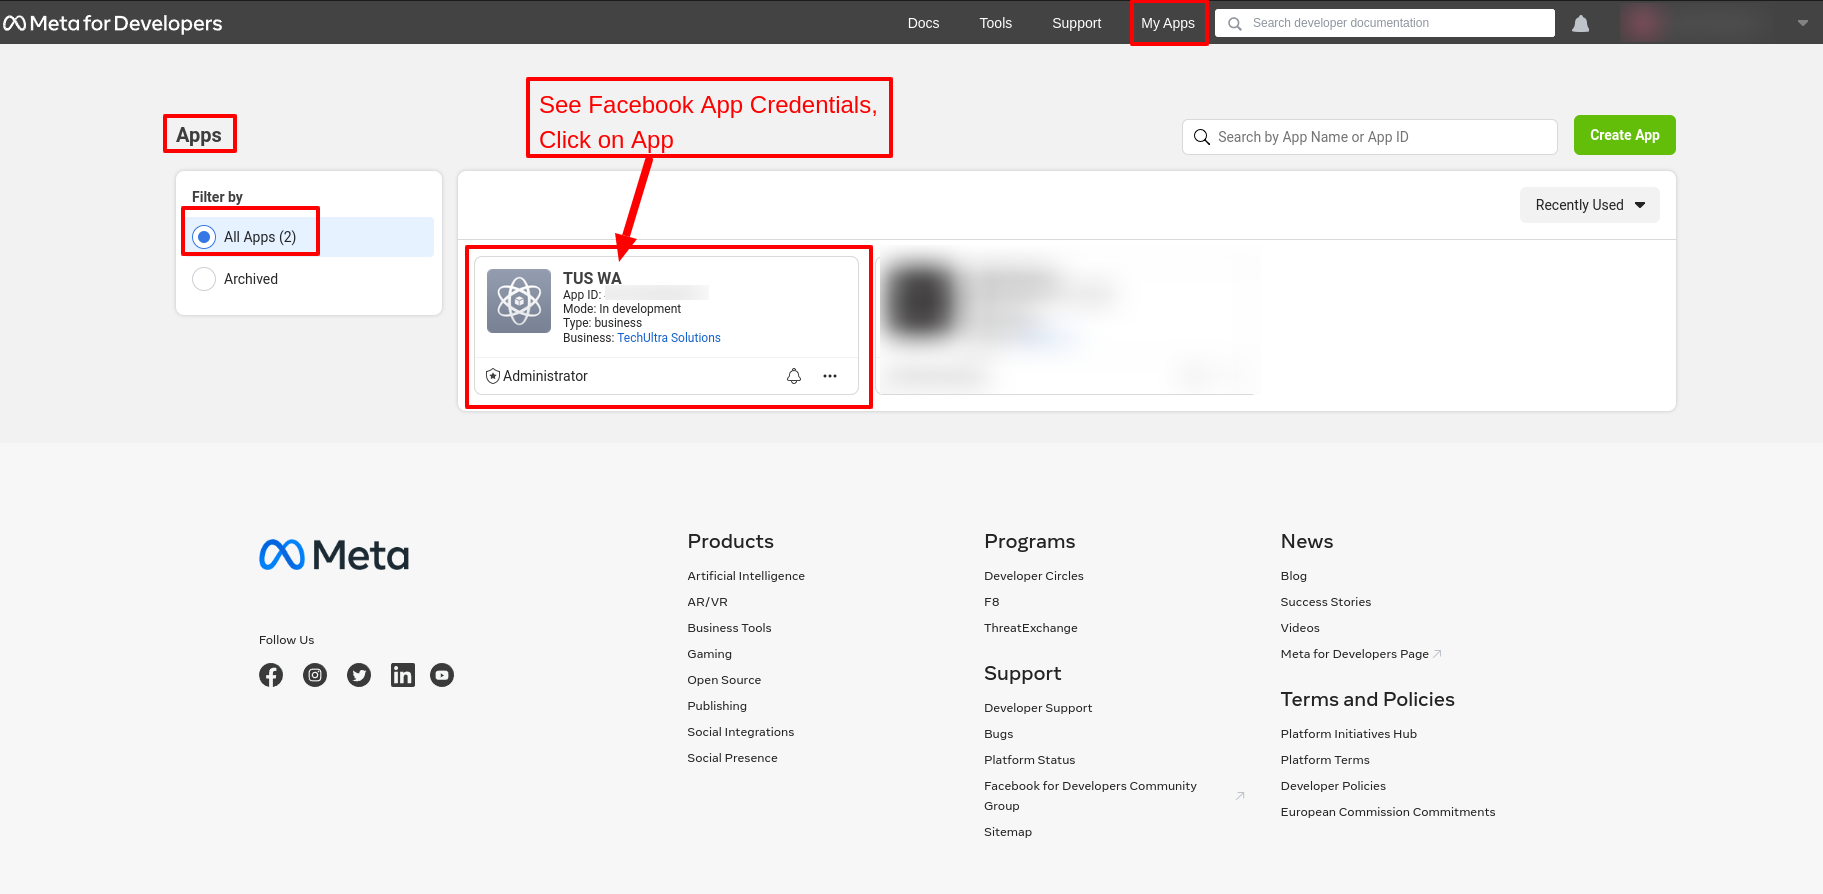 Meta for Developers
Docs
Tools
Support
My Apps
Search developer documentation
See Facebook App Credentials,
Click on App
Apps
Search by App Name or App ID
Create App
Filter by
All Apps (2)
Archived
Recently Used
TUS WA
App ID:
Mode: In development
Type: business
Business: TechUltra Solutions
Administrator
Meta
Follow Us
Products
Artificial Intelligence
AR/VR
Business Tools
Gaming
Open Source
Publishing
Social Integrations
Social Presence
Programs
Developer Circles
F8
ThreatExchange
Support
Developer Support
Bugs
Platform Status
Facebook for Developers Community
Group
Sitemap
News
Blog
Success Stories
Videos
Meta for Developers Page
Terms and Policies
Platform Initiatives Hub
Platform Terms
Developer Policies
European Commission Commitments